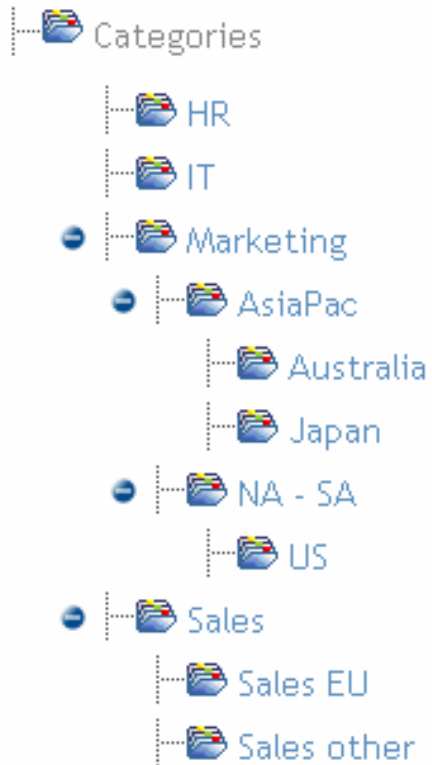 Categories
HR
IT
Marketing
AsiaPac
Australia
Japan
NA - SA
US
Sales
Sales EU
Sales other